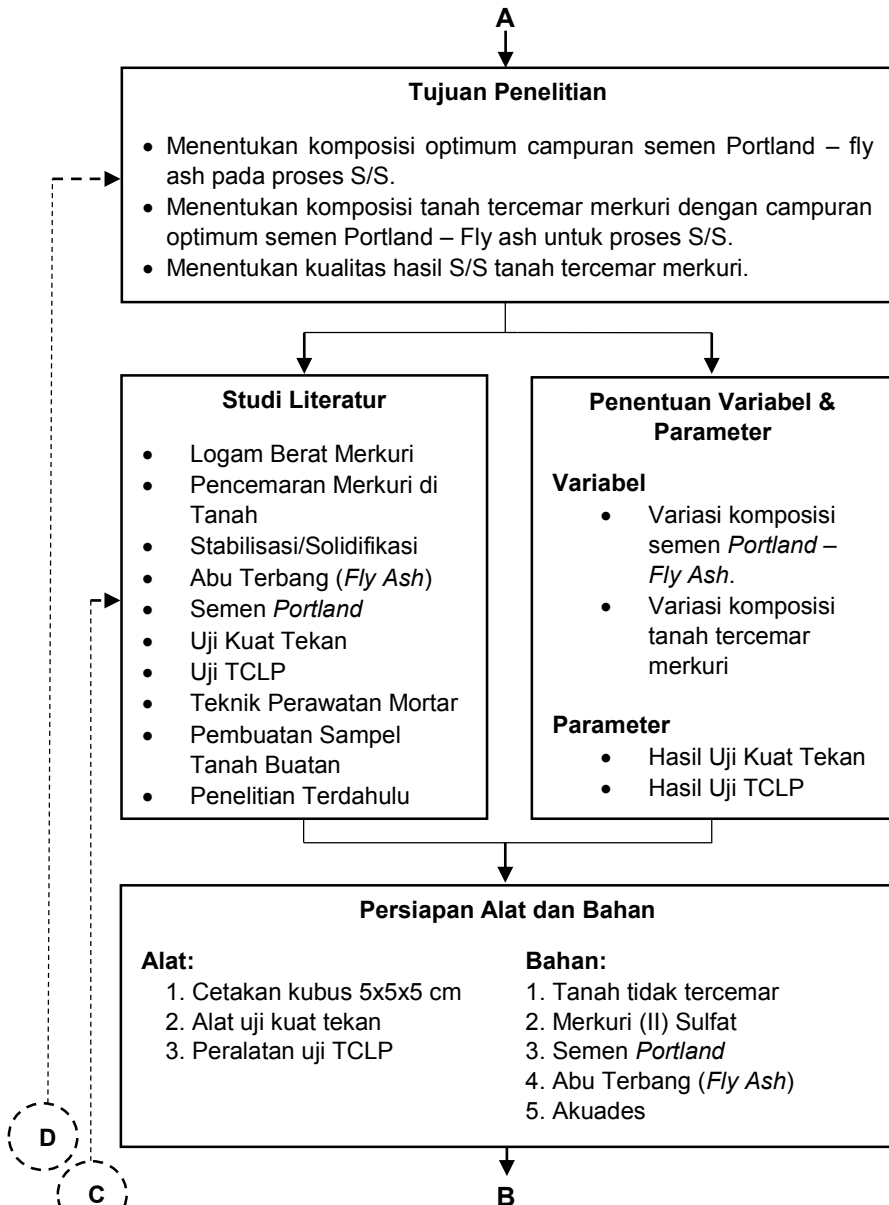 A
Tujuan Penelitian
• Menentukan komposisi optimum campuran semen Portland – fly
ash pada proses S/S.
• Menentukan komposisi tanah tercemar merkuri dengan campuran
optimum semen Portland – Fly ash untuk proses S/S.
• Menentukan kualitas hasil S/S tanah tercemar merkuri.
Studi Literatur
• Logam Berat Merkuri
• Pencemaran Merkuri di
Tanah
• Stabilisasi/Solidifikasi
• Abu Terbang (Fly Ash)
• Semen Portland
• Uji Kuat Tekan
• Uji TCLP
• Teknik Perawatan Mortar
• Pembuatan Sampel
Tanah Buatan
• Penelitian Terdahulu
Penentuan Variabel &
Parameter
Variabel
• Variasi komposisi
semen Portland –
Fly Ash.
• Variasi komposisi
tanah tercemar
merkuri
Parameter
• Hasil Uji Kuat Tekan
• Hasil Uji TCLP
Persiapan Alat dan Bahan
Alat:
1. Cetakan kubus 5x5x5 cm
2. Alat uji kuat tekan
3. Peralatan uji TCLP
Bahan:
1. Tanah tidak tercemar
2. Merkuri (II) Sulfat
3. Semen Portland
4. Abu Terbang (Fly Ash)
5. Akuades
D
C
B